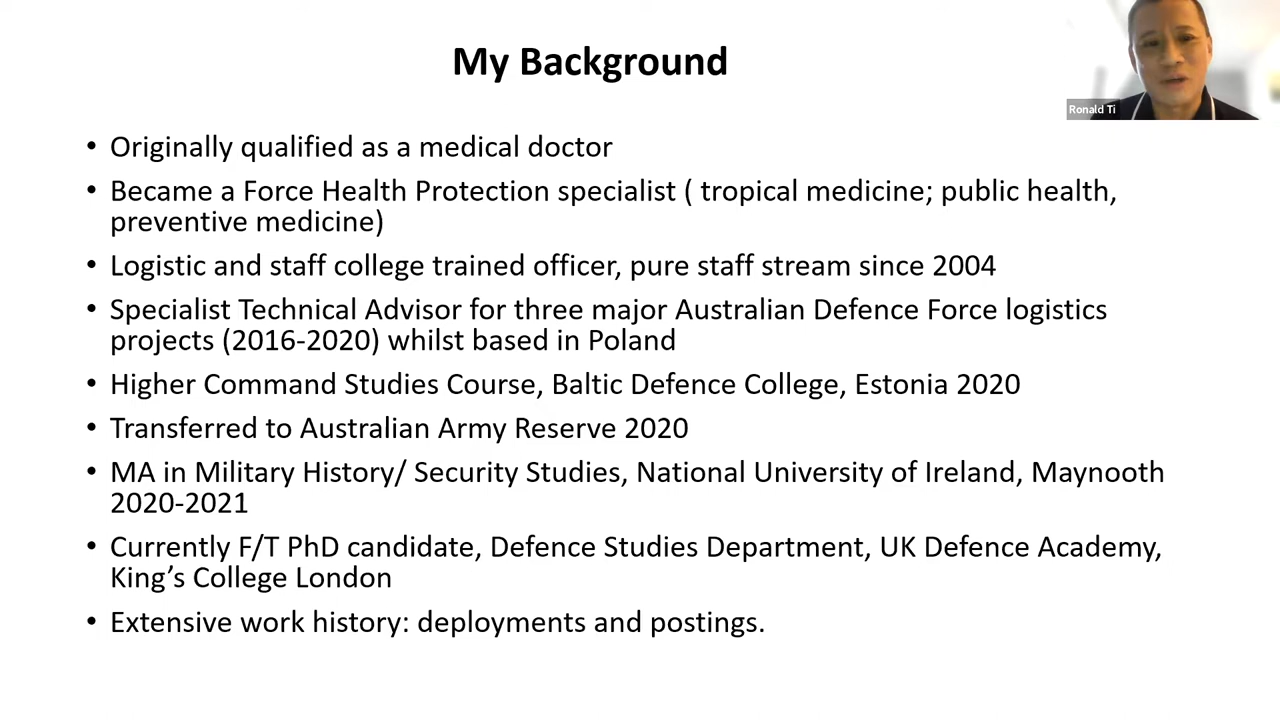 My Background
Ronald Ti
• Originally qualified as a medical doctor
• Became a Force Health Protection specialist ( tropical medicine; public health,
preventive medicine)
• Logistic and staff college trained officer, pure staff stream since 2004
• Specialist Technical Advisor for three major Australian Defence Force logistics
projects (2016-2020) whilst based in Poland
• Higher Command Studies Course, Baltic Defence College, Estonia 2020
• Transferred to Australian Army Reserve 2020
• MA in Military History/ Security Studies, National University of Ireland, Maynooth
2020-2021
• Currently F/T PhD candidate, Defence Studies Department, UK Defence Academy,
King’s College London
• Extensive work history: deployments and postings.